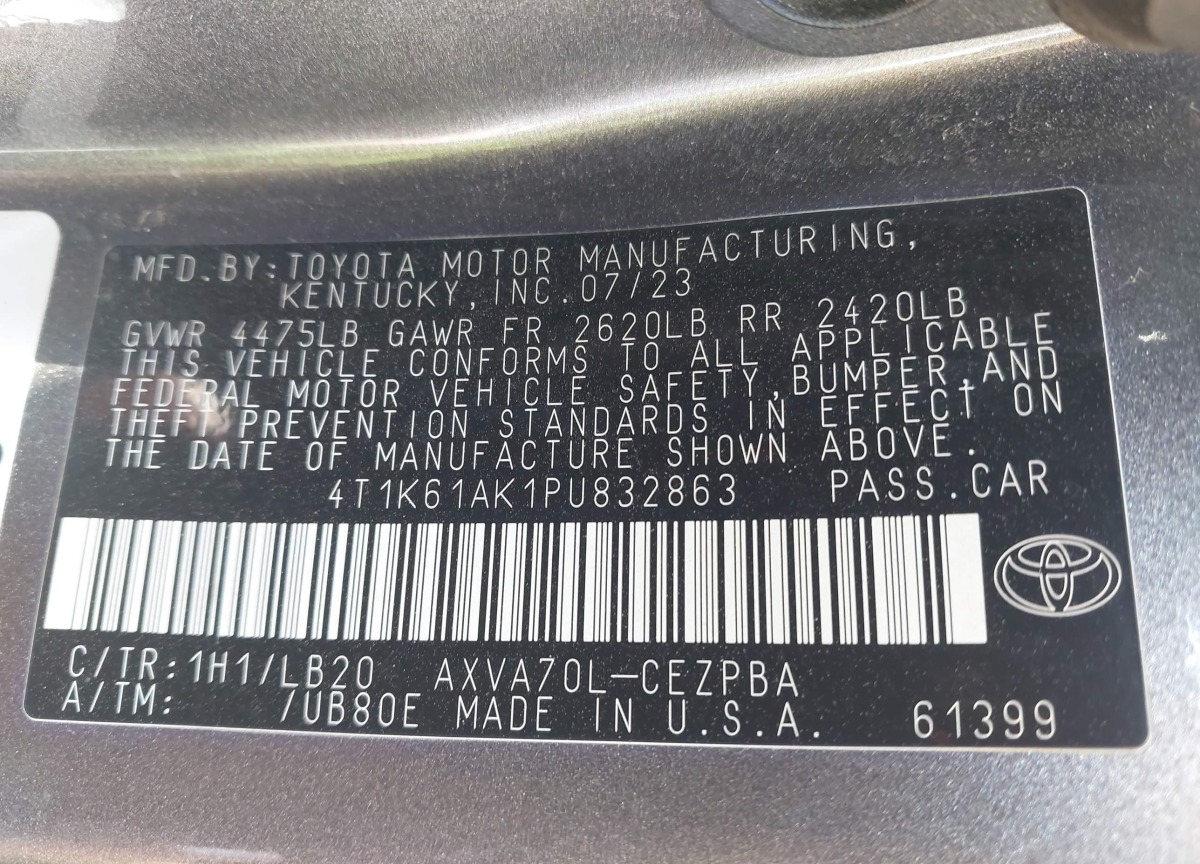 MFD.BY:TOYOTA MOTOR MANUFACTURING,
KENTUCKY, INC. 07/23
GVWR 4475LB GAWR FR 2620LB RR 2420LB
THIS VEHICLE CONFORMS TO ALL APPLICABLE
FEDERAL MOTOR VEHICLE SAFETY,BUMPER,AND
THEFT PREVENTION STANDARDS IN EFFECT ON
THE DATE OF MANUFACTURE SHOWN ABOVE.
4T1K61AK1PU832863 PASS.CAR
C/TR:1H1/LB20 AXVA70L-CEZPBA
A/TM: /UB80E MADE IN U.S.A. 61399